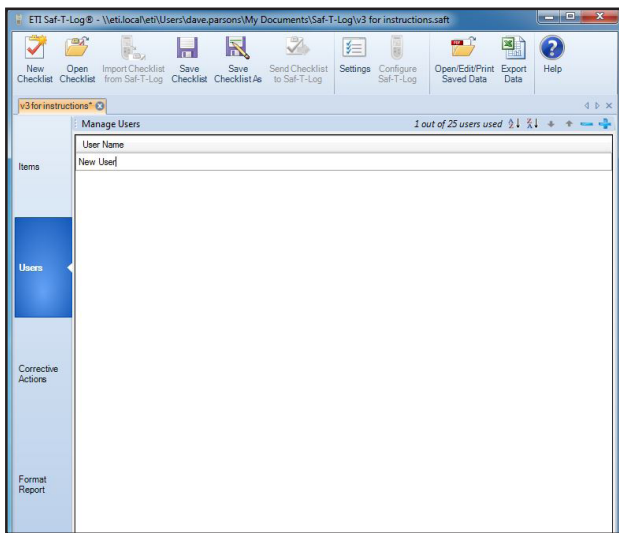 ETI Saf-T-Log® - \\eti.local\eti\Users\dave.parsons\My Documents\Saf-T-Log\v3 for instructions.saft
New Checklist
Open Checklist
Import Checklist from Saf-T-Log
Save Checklist
Save Checklist As
Send Checklist to Saf-T-Log
Settings
Configure Saf-T-Log
Open/Edit/Print Saved Data
Export Data
Help
v3 for instructions*
Manage Users
1 out of 25 users used
User Name
New User
Items
Users
Corrective
Actions
Format
Report